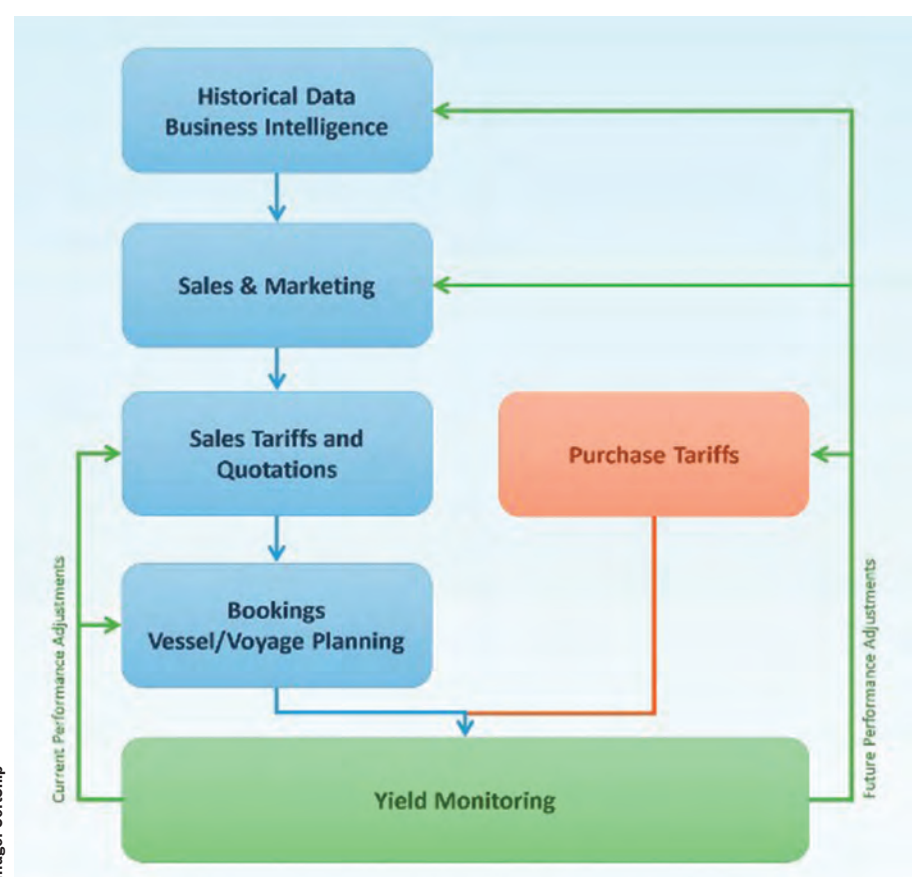 Historical Data
Business Intelligence
Sales & Marketing
Sales Tariffs and
Quotations
Purchase Tariffs
Bookings
Vessel/Voyage Planning
Yield Monitoring
Current Performance Adjustments
Future Performance Adjustments